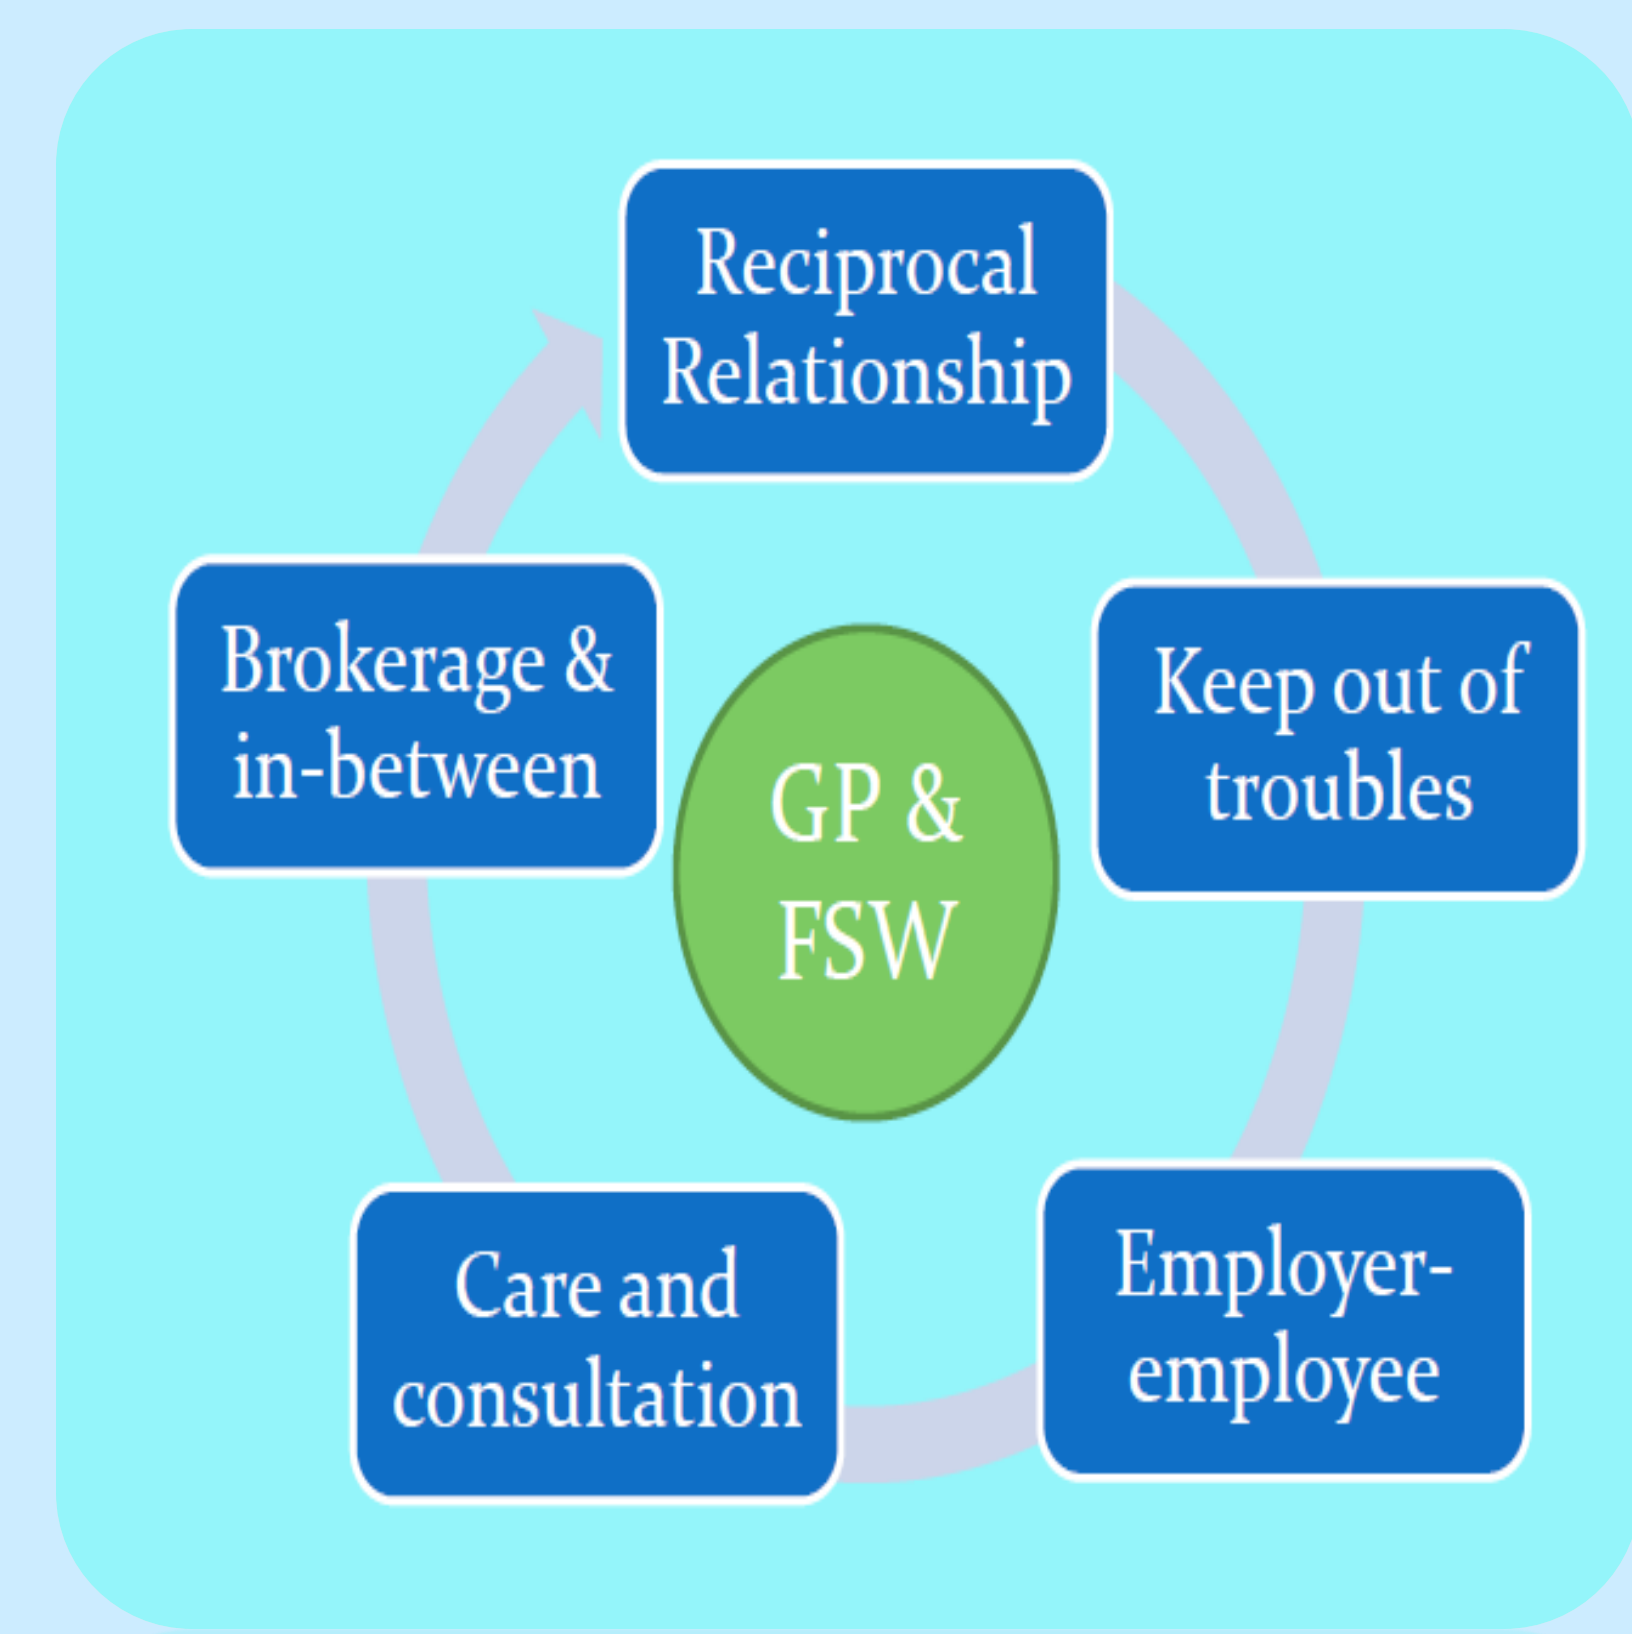 Reciprocal
Relationship
Keep out of
troubles
Employer-
employee
Care and
consultation
Brokerage &
in-between
GP &
FSW